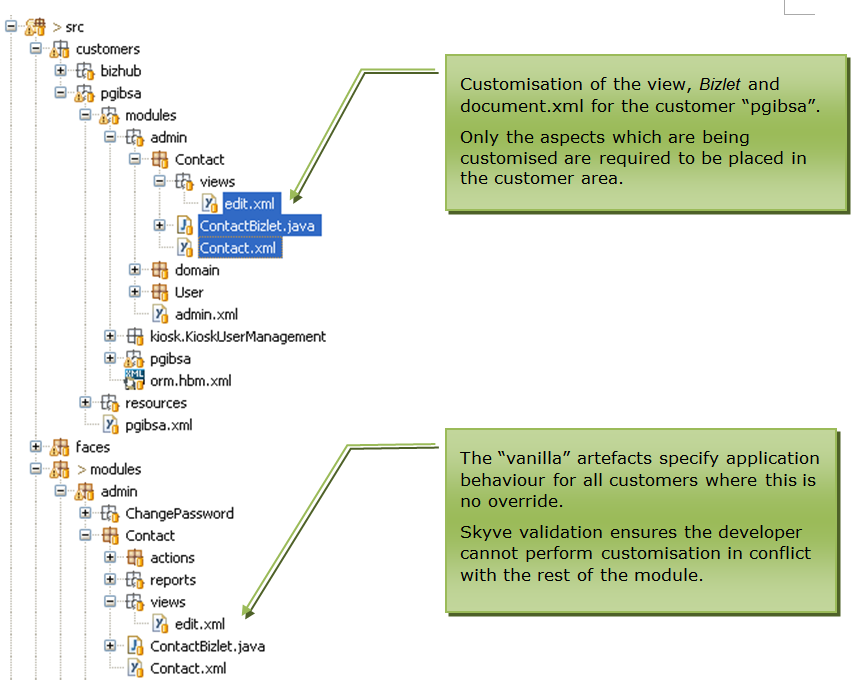 > src
customers
bizhub
pgibsa
modules
admin
Contact
views
edit.xml
ContactBizlet.java
Contact.xml
domain
User
admin.xml
kiosk.KioskUserManagement
pgibsa
orm.hbm.xml
resources
pgibsa.xml
faces
> modules
admin
ChangePassword
Contact
actions
reports
views
edit.xml
ContactBizlet.java
Contact.xml
Customisation of the view, Bizlet and
document.xml for the customer “pgibsa”.
Only the aspects which are being
customised are required to be placed in
the customer area.
The “vanilla” artefacts specify application
behaviour for all customers where this is
no override.
Skyve validation ensures the developer
cannot perform customisation in conflict
with the rest of the module.